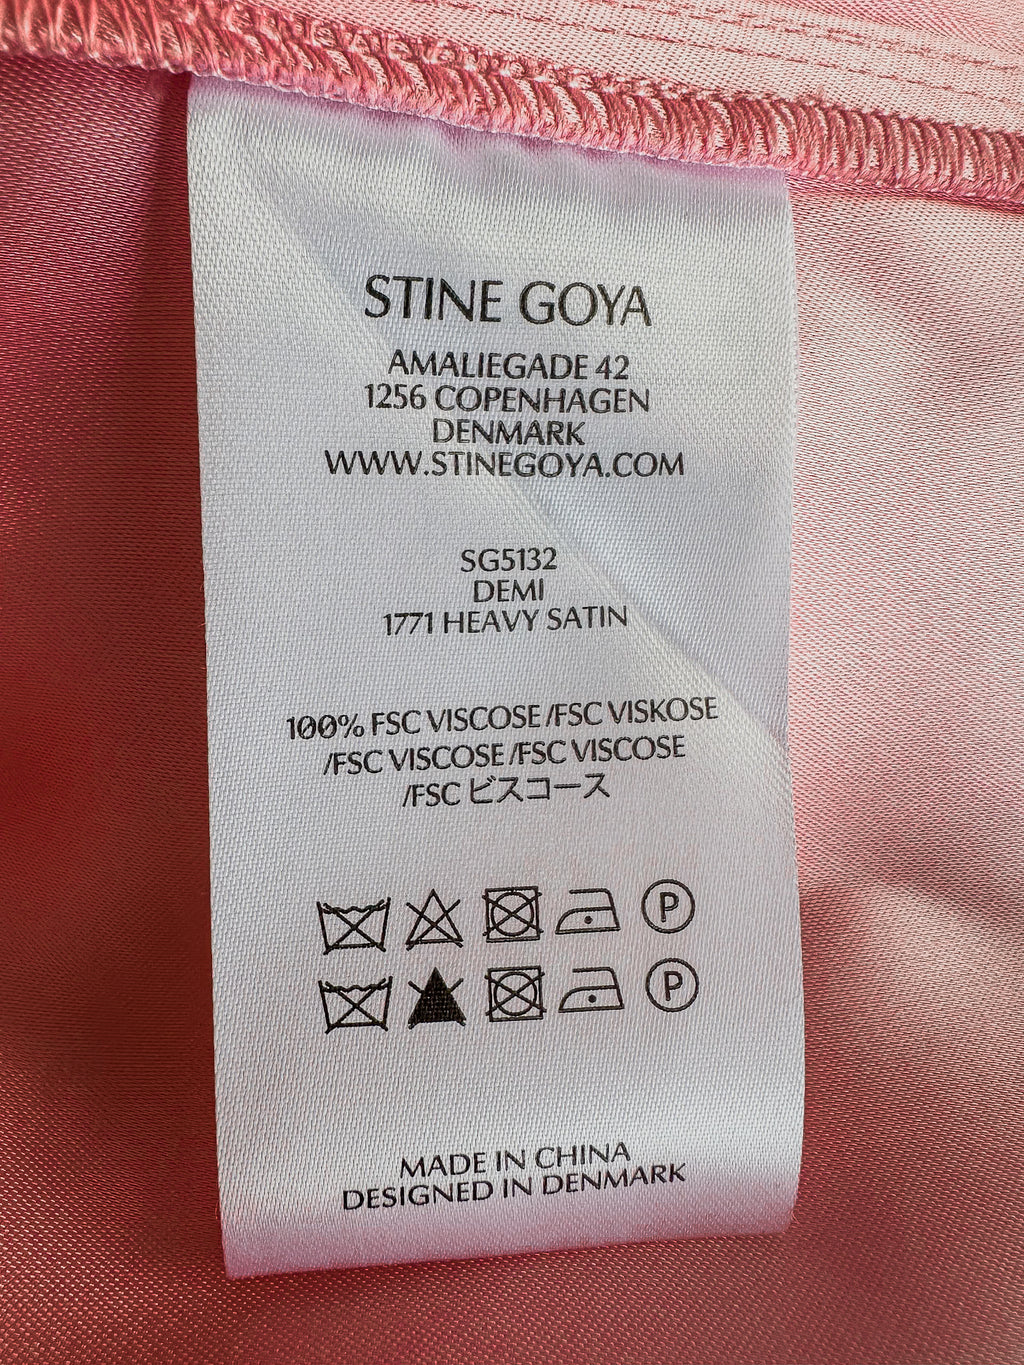 STINE GOYA
AMALIEGADE 42
1256 COPENHAGEN
DENMARK
WWW.STINEGOYA.COM
SG5132
DEMI
1771 HEAVY SATIN
100% FSC VISCOSE /FSC VISKOSE
/FSC VISCOSE /FSC VISCOSE
/FSC ビスコース
P
P
MADE IN CHINA
DESIGNED IN DENMARK